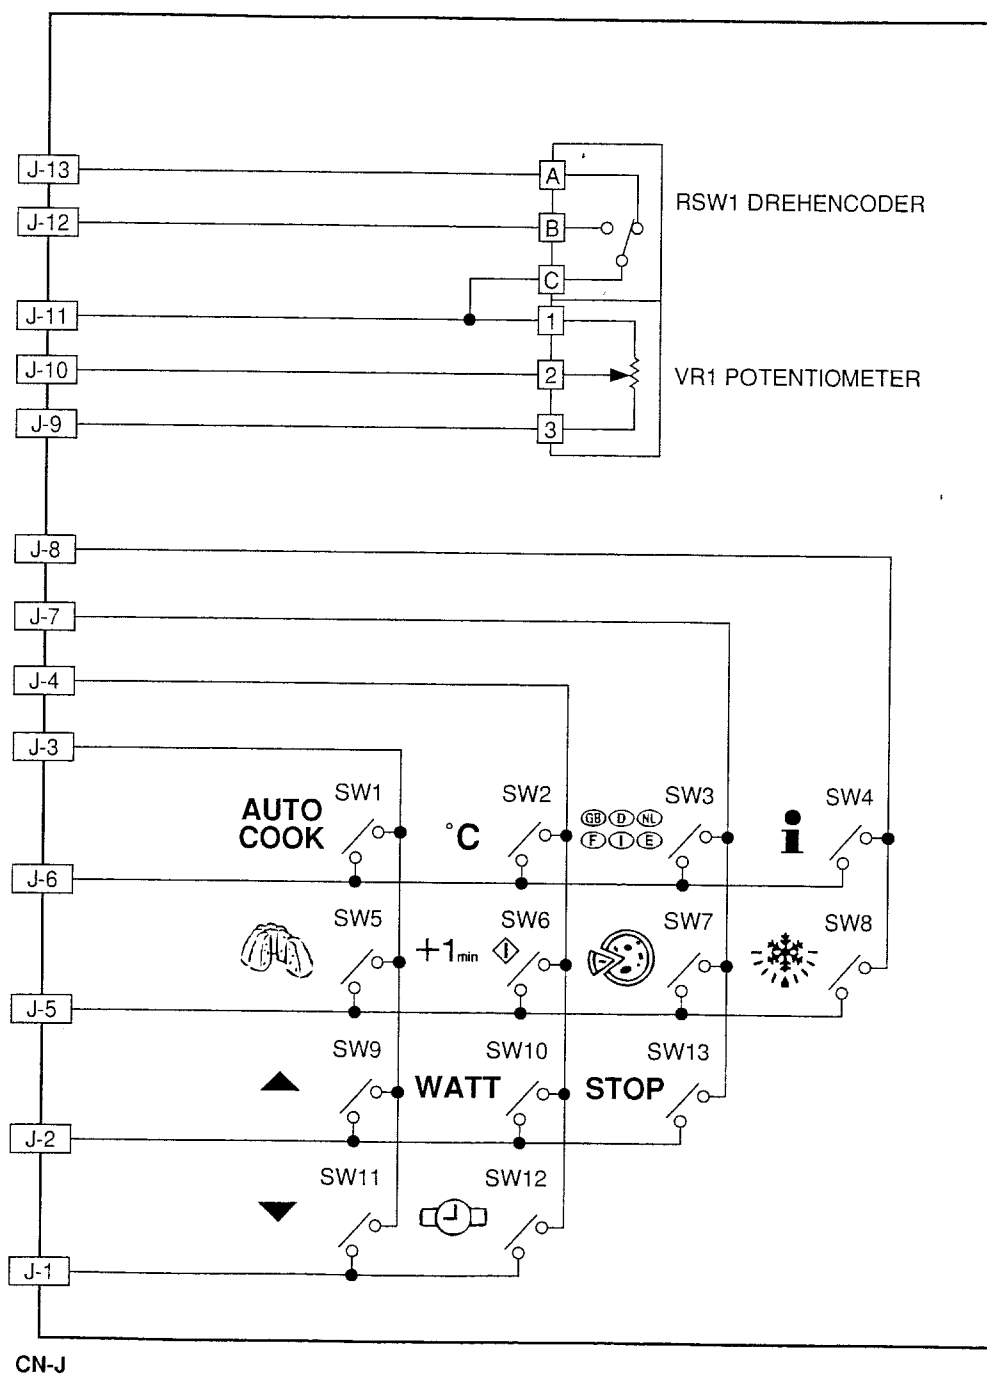 J-13
A
RSW1 DREHENCODER
J-12
B
C
J-11
1
J-10
2
VR1 POTENTIOMETER
J-9
3
J-8
J-7
J-4
J-3
SW1
SW2
SW3
SW4
AUTO
COOK
°C
GB D NL
F I E
i
J-6
SW5
SW6
SW7
SW8
+1min
I
J-5
SW9
SW10
SW13
WATT
STOP
J-2
SW11
SW12
J-1
CN-J